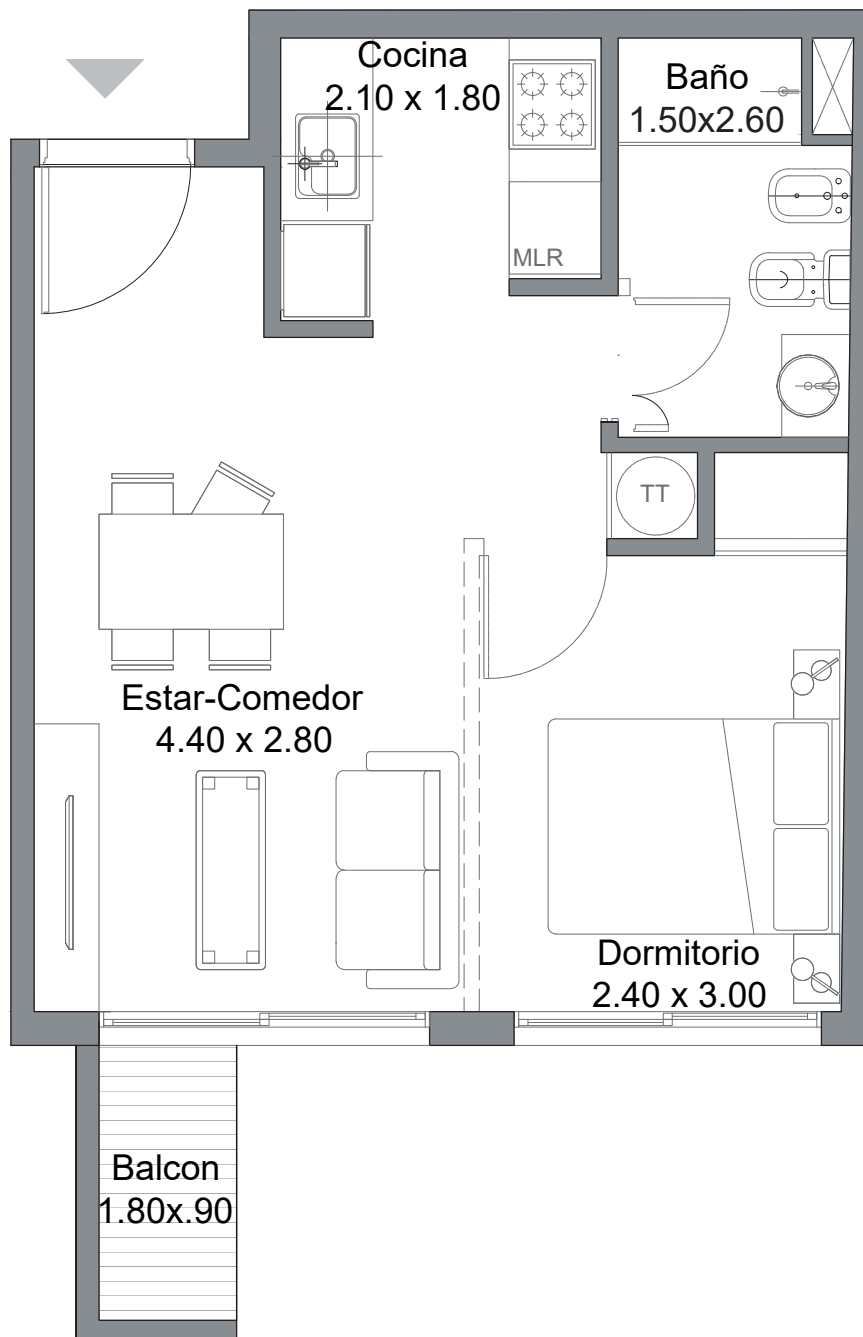 Cocina
2.10 x 1.80
Baño
1.50x2.60
MLR
TT
Estar-Comedor
4.40 x 2.80
Dormitorio
2.40 x 3.00
Balcon
1.80x.90